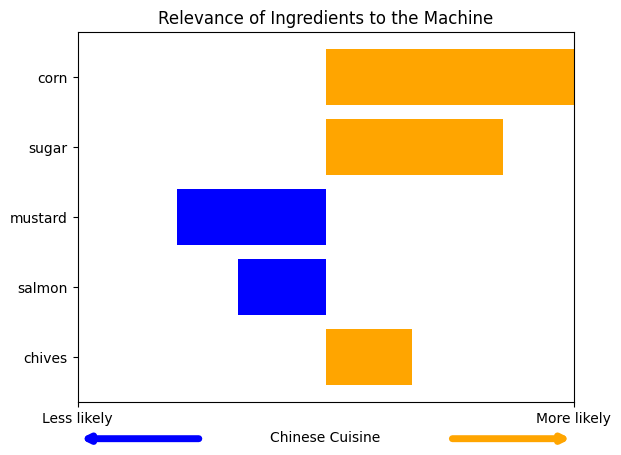 Relevance of Ingredients to the Machine
corn
sugar
mustard
salmon
chives
Less likely
More likely
Chinese Cuisine